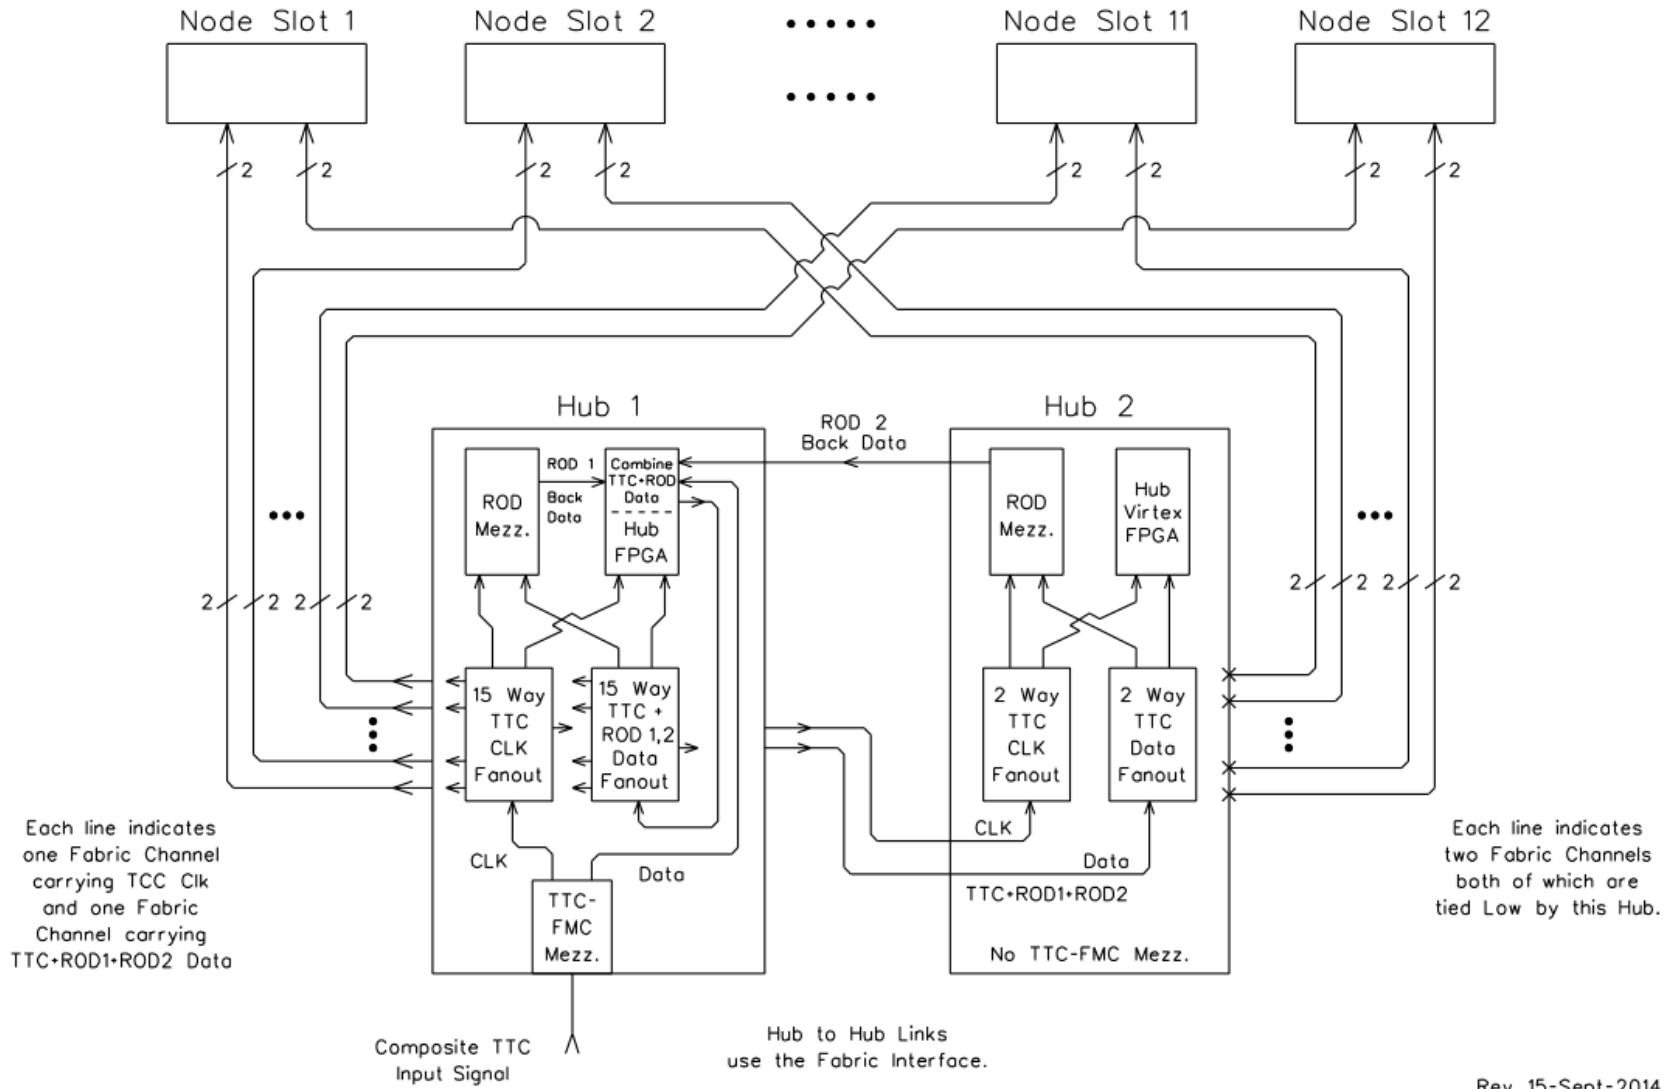 Node Slot 1
Node Slot 2
Node Slot 11
Node Slot 12
2
2
2
2
2
2
2
2
Hub 1
Hub 2
ROD 2
Back Data
ROD
Mezz.
ROD 1
Back
Data
Combine
TTC+ROD
Data
Hub
FPGA
ROD
Mezz.
Hub
Virtex
FPGA
2
2
2
2
2
2
2
2
15 Way
TTC
CLK
Fanout
15 Way
TTC +
ROD 1,2
Data
Fanout
2 Way
TTC
CLK
Fanout
2 Way
TTC
Data
Fanout
CLK
Data
CLK
Data
TTC+ROD1+ROD2
TTC-
FMC
Mezz.
No TTC-FMC Mezz.
Each line indicates
one Fabric Channel
carrying TCC Clk
and one Fabric
Channel carrying
TTC+ROD1+ROD2 Data
Each line indicates
two Fabric Channels
both of which are
tied Low by this Hub.
Composite TTC
Input Signal
Hub to Hub Links
use the Fabric Interface.
Rev. 15-Sept-2014